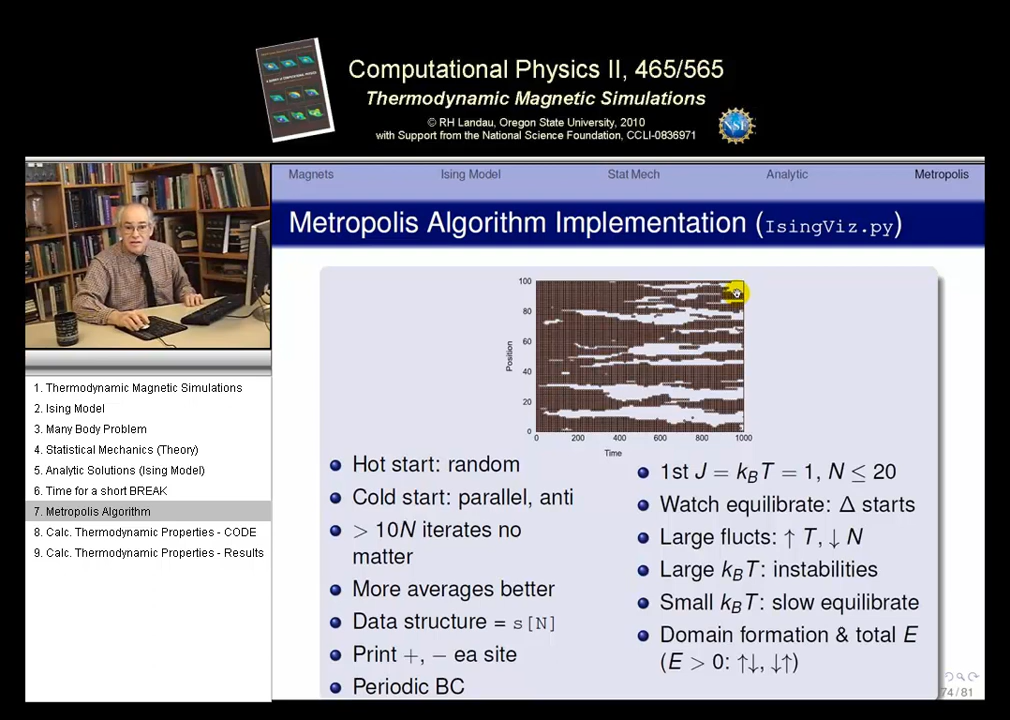 Computational Physics II, 465/565
Thermodynamic Magnetic Simulations
© RH Landau, Oregon State University, 2010
with Support from the National Science Foundation, CCLI-0836971
NSF
Magnets Ising Model Stat Mech Analytic Metropolis
Metropolis Algorithm Implementation (IsingViz.py)
100
80
60
40
20
0
Position
0 200 400 600 800 1000
Time
Hot start: random
Cold start: parallel, anti
> 10N iterates no
matter
More averages better
Data structure = s[N]
Print +, − ea site
Periodic BC
1st J = k_BT = 1, N ≤ 20
Watch equilibrate: Δ starts
Large flucts: ↑ T, ↓ N
Large k_BT: instabilities
Small k_BT: slow equilibrate
Domain formation & total E
(E > 0: ↑↓, ↓↑)
74 / 81
1. Thermodynamic Magnetic Simulations
2. Ising Model
3. Many Body Problem
4. Statistical Mechanics (Theory)
5. Analytic Solutions (Ising Model)
6. Time for a short BREAK
7. Metropolis Algorithm
8. Calc. Thermodynamic Properties - CODE
9. Calc. Thermodynamic Properties - Results